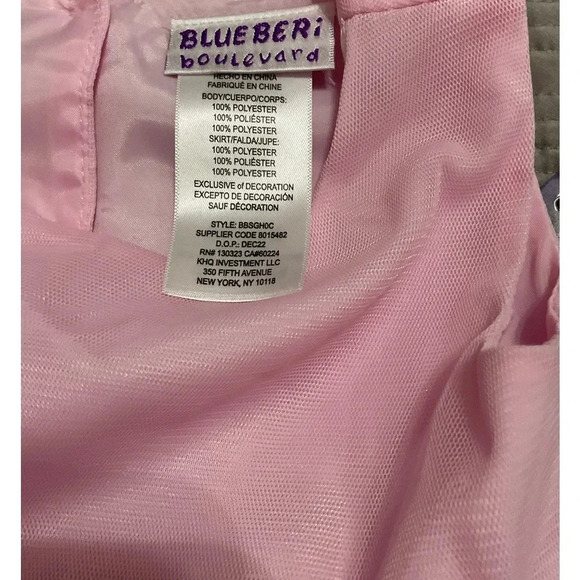 BLUEBERi
boulevard
HECHO EN CHINA
FABRIQUÉ EN CHINE
BODY/CUERPO/CORPS:
100% POLYESTER
100% POLIÉSTER
100% POLYESTER
SKIRT/FALDA/JUPE:
100% POLYESTER
100% POLIÉSTER
100% POLYESTER
EXCLUSIVE of DECORATION
EXCEPTO DE DECORACIÓN
SAUF DÉCORATION
STYLE: BBSGH0C
SUPPLIER CODE 8015482
D.O.P.: DEC22
RN# 130323 CA#60224
KHQ INVESTMENT LLC
350 FIFTH AVENUE
NEW YORK, NY 10118